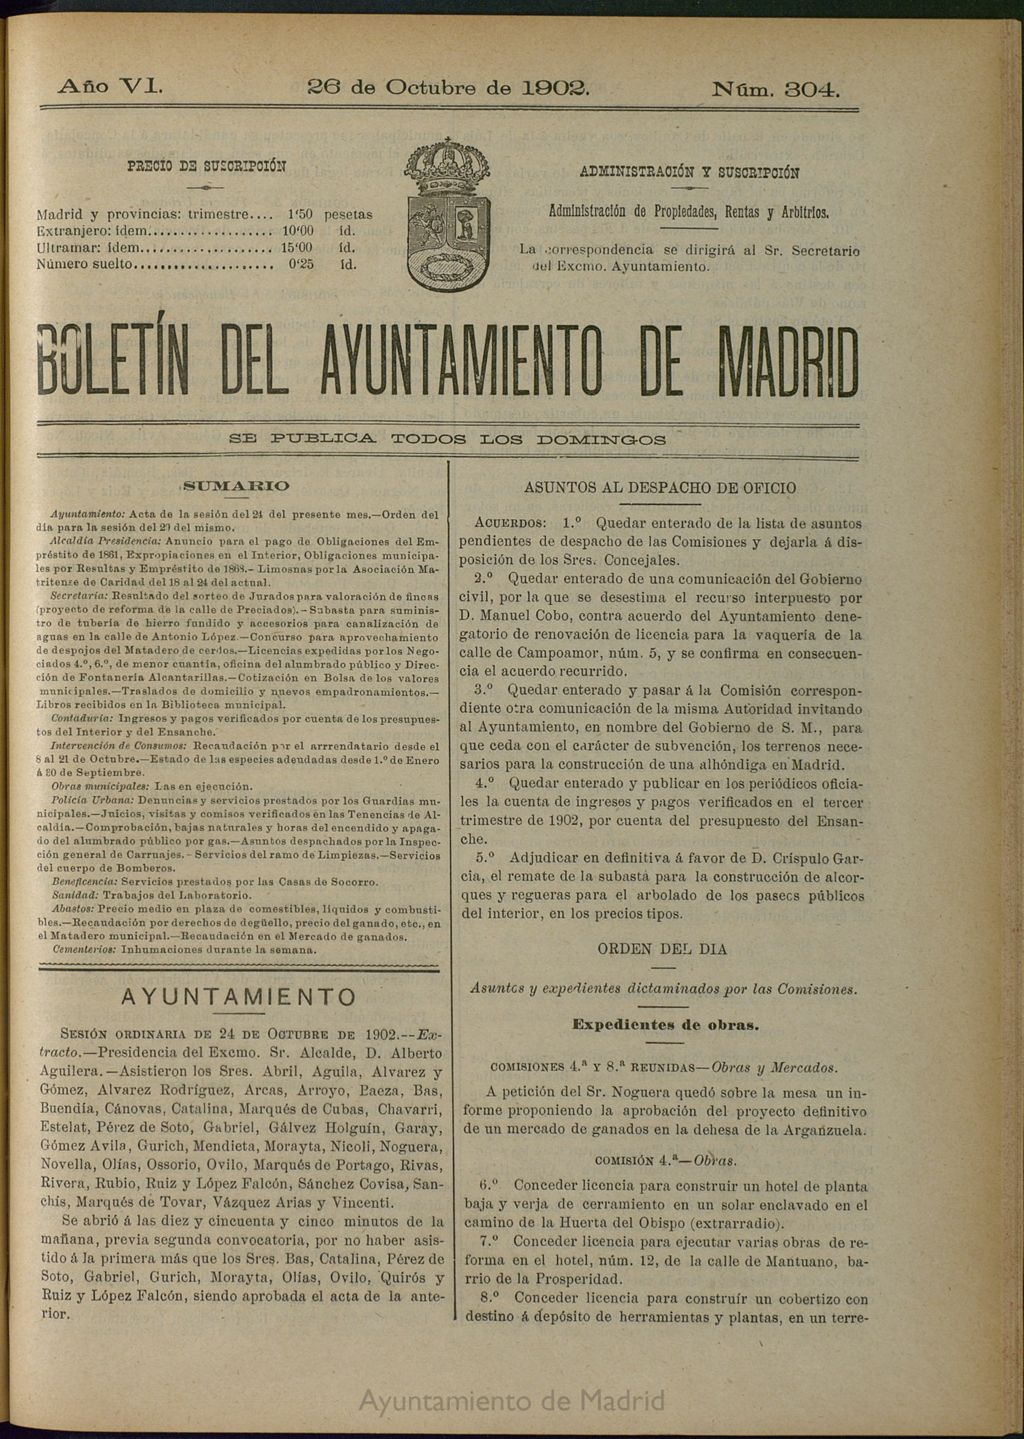 Año VI.
26 de Octubre de 1902.
Núm. 304.
PRECIO DE SUSCRIPCIÓN
Madrid y provincias: trimestre.... 1'50 pesetas
Extranjero: ídem................... 10'00 íd.
Ultramar: ídem.................... 15'00 íd.
Número suelto..................... 0'25 íd.
ADMINISTRACIÓN Y SUSCRIPCIÓN
Administración de Propiedades, Rentas y Arbitrios.
La correspondencia se dirigirá al Sr. Secretario
del Excmo. Ayuntamiento.
BOLETÍN DEL AYUNTAMIENTO DE MADRID
SE PUBLICA TODOS LOS DOMINGOS
SUMARIO
Ayuntamiento: Acta de la sesión del 24 del presente mes.—Orden del
día para la sesión del 29 del mismo.
Alcaldía Presidencia: Anuncio para el pago de Obligaciones del Em-
préstito de 1861, Expropiaciones en el Interior, Obligaciones municipa-
les por Resultas y Empréstito de 1868.—Limosnas por la Asociación Ma-
tritense de Caridad del 18 al 24 del actual.
Secretaría: Resultado del sorteo de Jurados para valoración de fincas
(proyecto de reforma de la calle de Preciados).—Subasta para suminis-
tro de tubería de hierro fundido y accesorios para canalización de
aguas en la calle de Antonio López.—Concurso para aprovechamiento
de despojos del Matadero de cerdos.—Licencias expedidas por los Nego-
ciados 4.º, 6.º, de menor cuantía, oficina del alumbrado público y Direc-
ción de Fontanería Alcantarillas.—Cotización en Bolsa de los valores
municipales.—Traslados de domicilio y nuevos empadronamientos.—
Libros recibidos en la Biblioteca municipal.
Contaduría: Ingresos y pagos verificados por cuenta de los presupues-
tos del Interior y del Ensanche.
Intervención de Consumos: Recaudación por el arrrendatario desde el
8 al 21 de Octubre.—Estado de las especies adeudadas desde 1.º de Enero
á 20 de Septiembre.
Obras municipales: Las en ejecución.
Policía Urbana: Denuncias y servicios prestados por los Guardias mu-
nicipales.—Juicios, visitas y comisos verificados en las Tenencias de Al-
caldía.—Comprobación, bajas naturales y horas del encendido y apaga-
do del alumbrado público por gas.—Asuntos despachados por la Inspec-
ción general de Carruajes.—Servicios del ramo de Limpiezas.—Servicios
del cuerpo de Bomberos.
Beneficencia: Servicios prestados por las Casas de Socorro.
Sanidad: Trabajos del Laboratorio.
Abastos: Precio medio en plaza de comestibles, líquidos y combusti-
bles.—Recaudación por derechos de degüello, precio del ganado, etc., en
el Matadero municipal.—Recaudación en el Mercado de ganados.
Cementerios: Inhumaciones durante la semana.
AYUNTAMIENTO
SESIÓN ORDINARIA DE 24 DE OCTUBRE DE 1902.—Ex-
tracto.—Presidencia del Excmo. Sr. Alcalde, D. Alberto
Aguilera.—Asistieron los Sres. Abril, Aguila, Alvarez y
Gómez, Alvarez Rodríguez, Arcas, Arroyo, Baeza, Bas,
Buendía, Cánovas, Catalina, Marqués de Cubas, Chavarri,
Estelat, Pérez de Soto, Gabriel, Gálvez Holguín, Garay,
Gómez Avila, Gurich, Mendieta, Morayta, Nicoli, Noguera,
Novella, Olías, Ossorio, Ovilo, Marqués de Portago, Rivas,
Rivera, Rubio, Ruiz y López Falcón, Sánchez Covisa, San-
chís, Marqués de Tovar, Vázquez Arias y Vincenti.
Se abrió á las diez y cincuenta y cinco minutos de la
mañana, previa segunda convocatoria, por no haber asis-
tido á la primera más que los Sres. Bas, Catalina, Pérez de
Soto, Gabriel, Gurich, Morayta, Olías, Ovilo, Quirós y
Ruiz y López Falcón, siendo aprobada el acta de la ante-
rior.
ASUNTOS AL DESPACHO DE OFICIO
ACUERDOS: 1.º Quedar enterado de la lista de asuntos
pendientes de despacho de las Comisiones y dejarla á dis-
posición de los Sres. Concejales.
2.º Quedar enterado de una comunicación del Gobierno
civil, por la que se desestima el recurso interpuesto por
D. Manuel Cobo, contra acuerdo del Ayuntamiento dene-
gatorio de renovación de licencia para la vaquería de la
calle de Campoamor, núm. 5, y se confirma en consecuen-
cia el acuerdo recurrido.
3.º Quedar enterado y pasar á la Comisión correspon-
diente otra comunicación de la misma Autoridad invitando
al Ayuntamiento, en nombre del Gobierno de S. M., para
que ceda con el carácter de subvención, los terrenos nece-
sarios para la construcción de una alhóndiga en Madrid.
4.º Quedar enterado y publicar en los periódicos oficia-
les la cuenta de ingresos y pagos verificados en el tercer
trimestre de 1902, por cuenta del presupuesto del Ensan-
che.
5.º Adjudicar en definitiva á favor de D. Críspulo Gar-
cía, el remate de la subasta para la construcción de alcor-
ques y regueras para el arbolado de los paseos públicos
del interior, en los precios tipos.
ORDEN DEL DIA
Asuntos y expedientes dictaminados por las Comisiones.
Expedientes de obras.
COMISIONES 4.ª Y 8.ª REUNIDAS—Obras y Mercados.
A petición del Sr. Noguera quedó sobre la mesa un in-
forme proponiendo la aprobación del proyecto definitivo
de un mercado de ganados en la dehesa de la Arganzuela.
COMISIÓN 4.ª—Obras.
6.º Conceder licencia para construir un hotel de planta
baja y verja de cerramiento en un solar enclavado en el
camino de la Huerta del Obispo (extrarradio).
7.º Conceder licencia para ejecutar varias obras de re-
forma en el hotel, núm. 12, de la calle de Mantuano, ba-
rrio de la Prosperidad.
8.º Conceder licencia para construír un cobertizo con
destino á depósito de herramientas y plantas, en un terre-
Ayuntamiento de Madrid